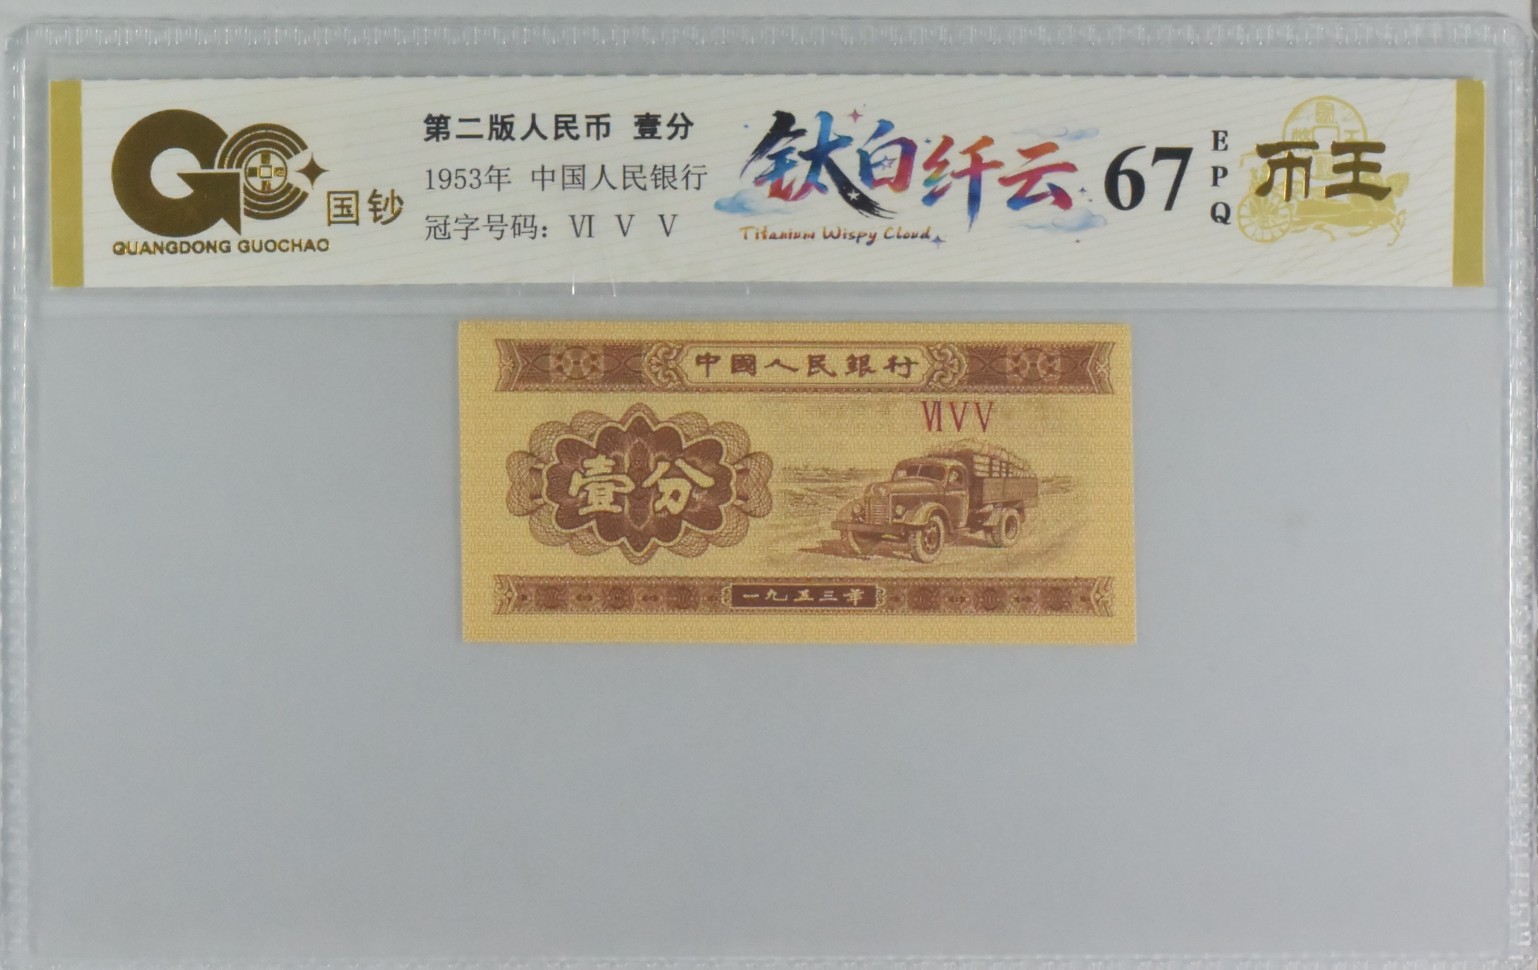 国钞
QUANGDONG GUOCHAO
第二版人民币 壹分
1953年 中国人民银行
冠字号码: Ⅵ Ⅴ Ⅴ
钛白纤云
Titanium Wispy Cloud
67
EPQ
币王
中國人民銀行
ⅥⅤⅤ
壹分
一九五三年